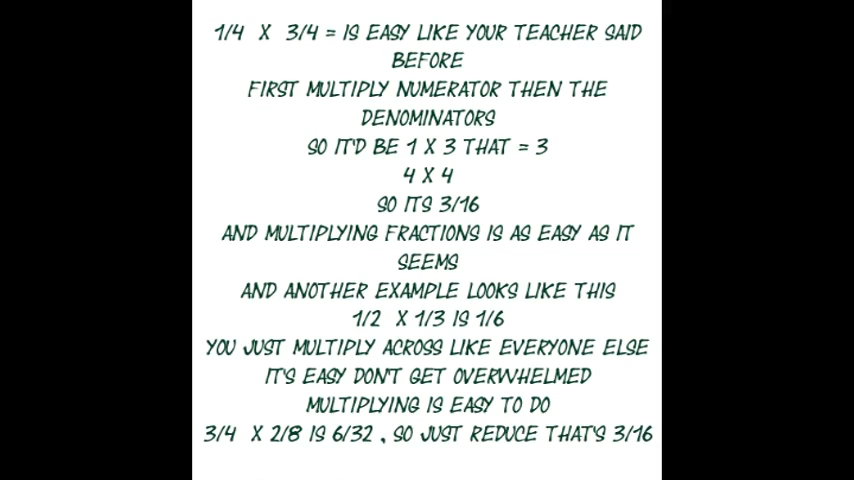 1/4 X 3/4 = IS EASY LIKE YOUR TEACHER SAID
BEFORE
FIRST MULTIPLY NUMERATOR THEN THE
DENOMINATORS
SO IT'D BE 1 X 3 THAT = 3
4 X 4
SO ITS 3/16
AND MULTIPLYING FRACTIONS IS AS EASY AS IT
SEEMS
AND ANOTHER EXAMPLE LOOKS LIKE THIS
1/2 X 1/3 IS 1/6
YOU JUST MULTIPLY ACROSS LIKE EVERYONE ELSE
IT'S EASY DON'T GET OVERWHELMED
MULTIPLYING IS EASY TO DO
3/4 X 2/8 IS 6/32 , SO JUST REDUCE THAT'S 3/16